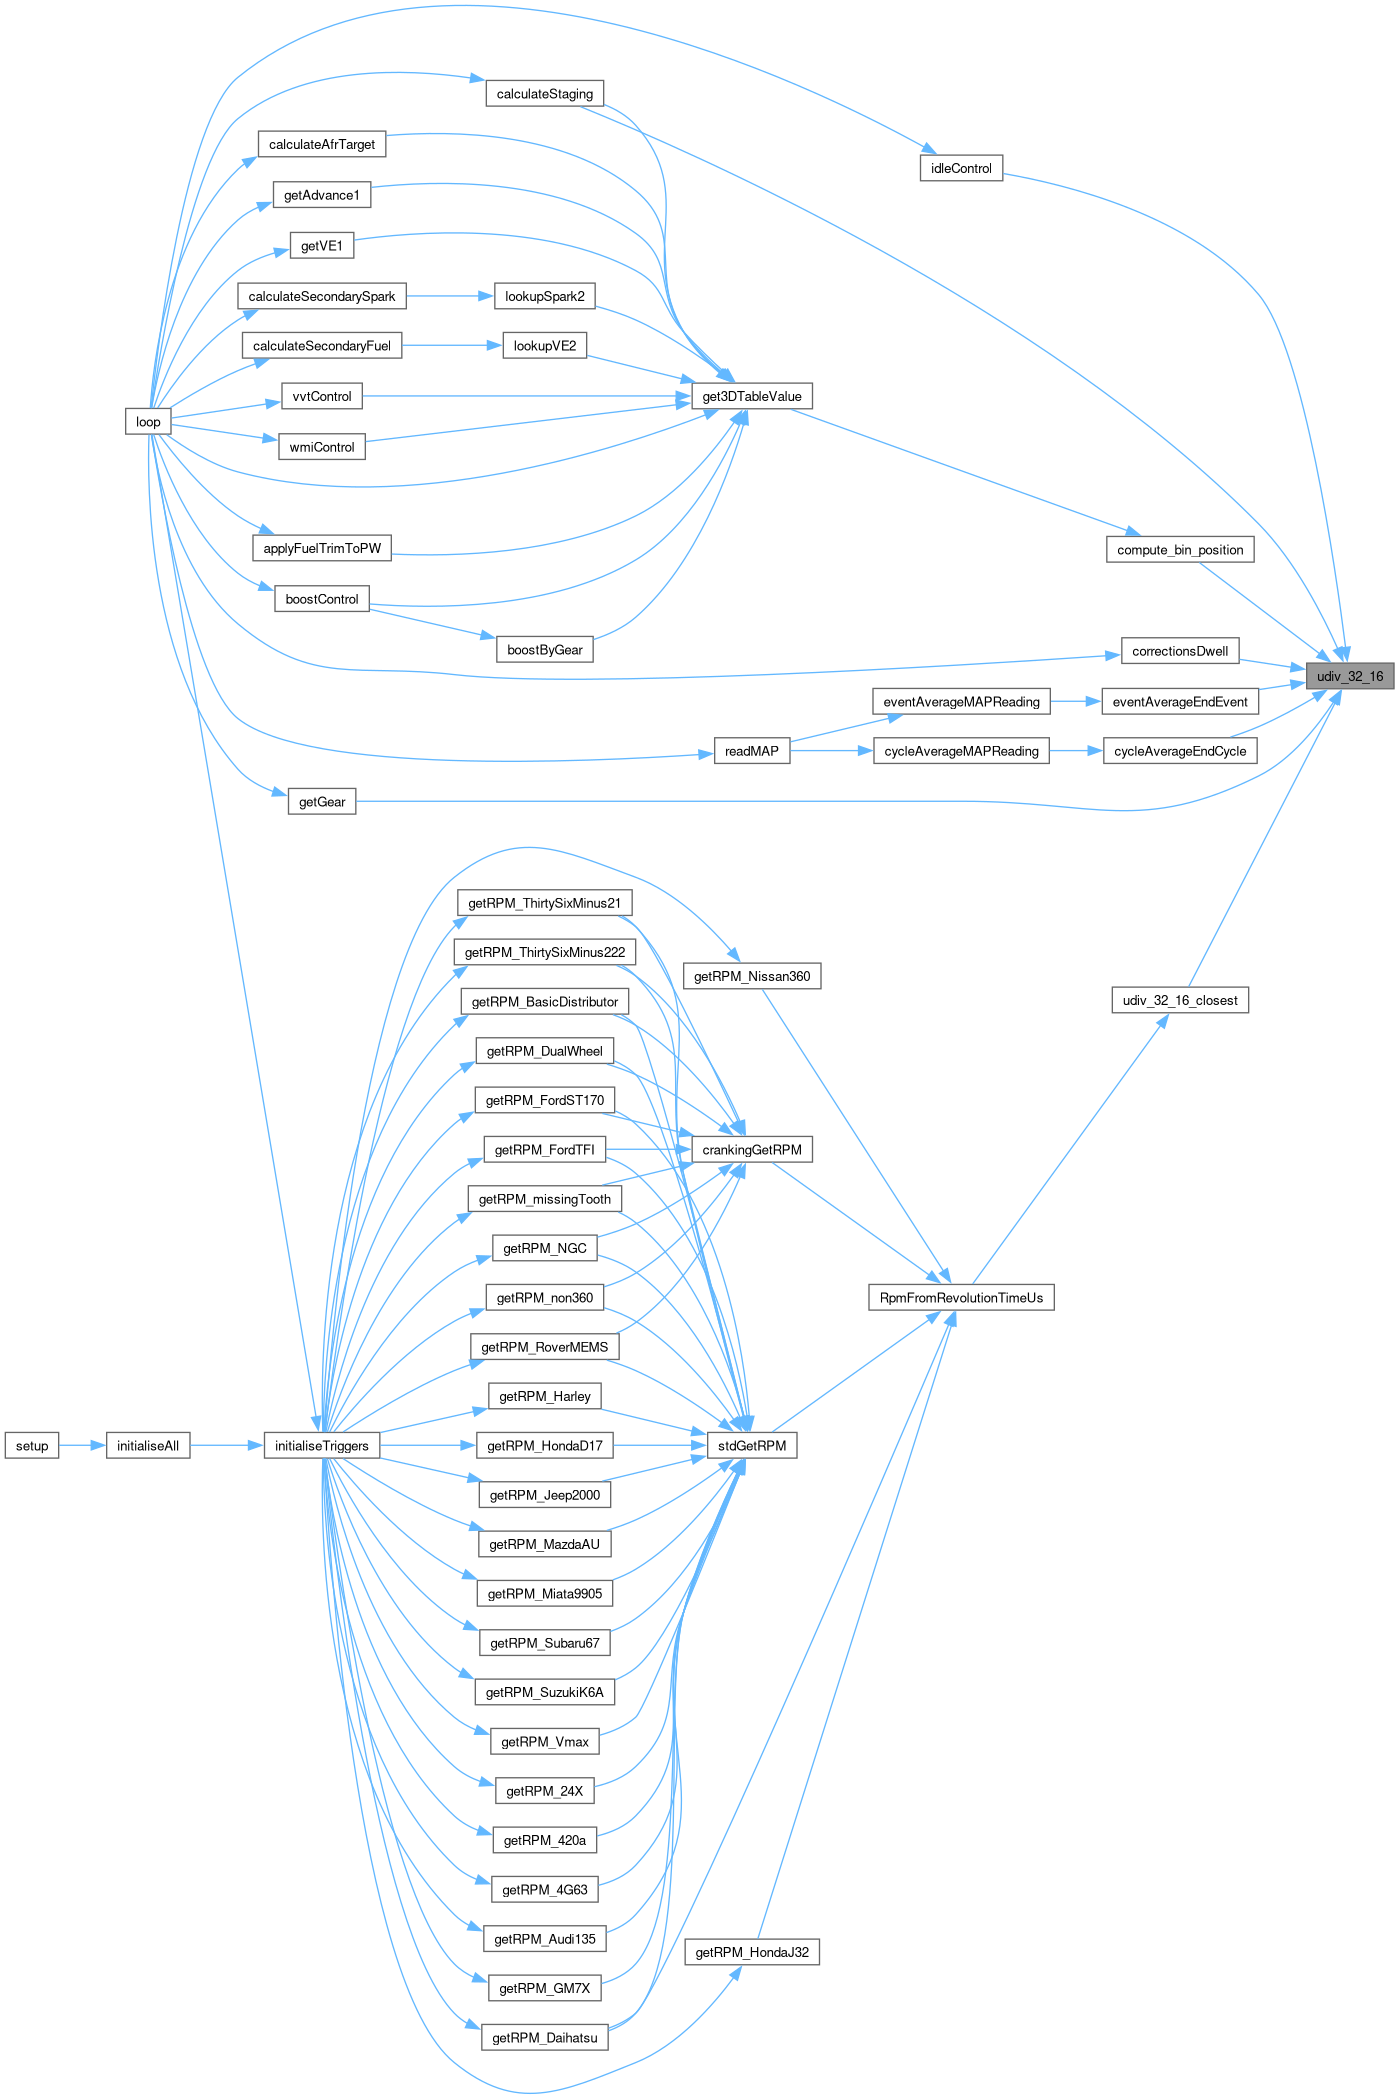 calculateStaging
calculateAfrTarget
idleControl
getAdvance1
getVE1
calculateSecondarySpark
lookupSpark2
calculateSecondaryFuel
lookupVE2
vvtControl
get3DTableValue
loop
wmiControl
applyFuelTrimToPW
compute_bin_position
boostControl
boostByGear
correctionsDwell
udiv_32_16
eventAverageMAPReading
eventAverageEndEvent
readMAP
cycleAverageMAPReading
cycleAverageEndCycle
getGear
getRPM_ThirtySixMinus21
getRPM_ThirtySixMinus222
getRPM_Nissan360
getRPM_BasicDistributor
udiv_32_16_closest
getRPM_DualWheel
getRPM_FordST170
getRPM_FordTFI
crankingGetRPM
getRPM_missingTooth
getRPM_NGC
getRPM_non360
RpmFromRevolutionTimeUs
getRPM_RoverMEMS
getRPM_Harley
setup
initialiseAll
initialiseTriggers
getRPM_HondaD17
stdGetRPM
getRPM_Jeep2000
getRPM_MazdaAU
getRPM_Miata9905
getRPM_Subaru67
getRPM_SuzukiK6A
getRPM_Vmax
getRPM_24X
getRPM_420a
getRPM_4G63
getRPM_Audi135
getRPM_HondaJ32
getRPM_GM7X
getRPM_Daihatsu